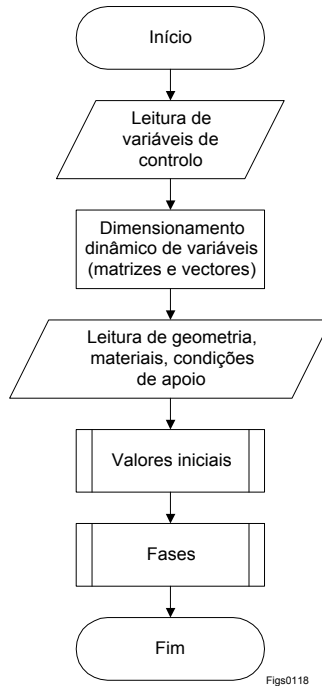 Início
Leitura de
variáveis de
controlo
Dimensionamento
dinâmico de variáveis
(matrizes e vectores)
Leitura de geometria,
materiais, condições
de apoio
Valores iniciais
Fases
Fim
Figs0118